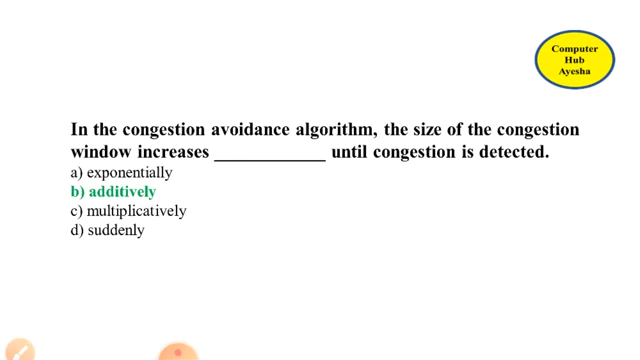 Computer
Hub
Ayesha
In the congestion avoidance algorithm, the size of the congestion
window increases ____________ until congestion is detected.
a) exponentially
b) additively
c) multiplicatively
d) suddenly